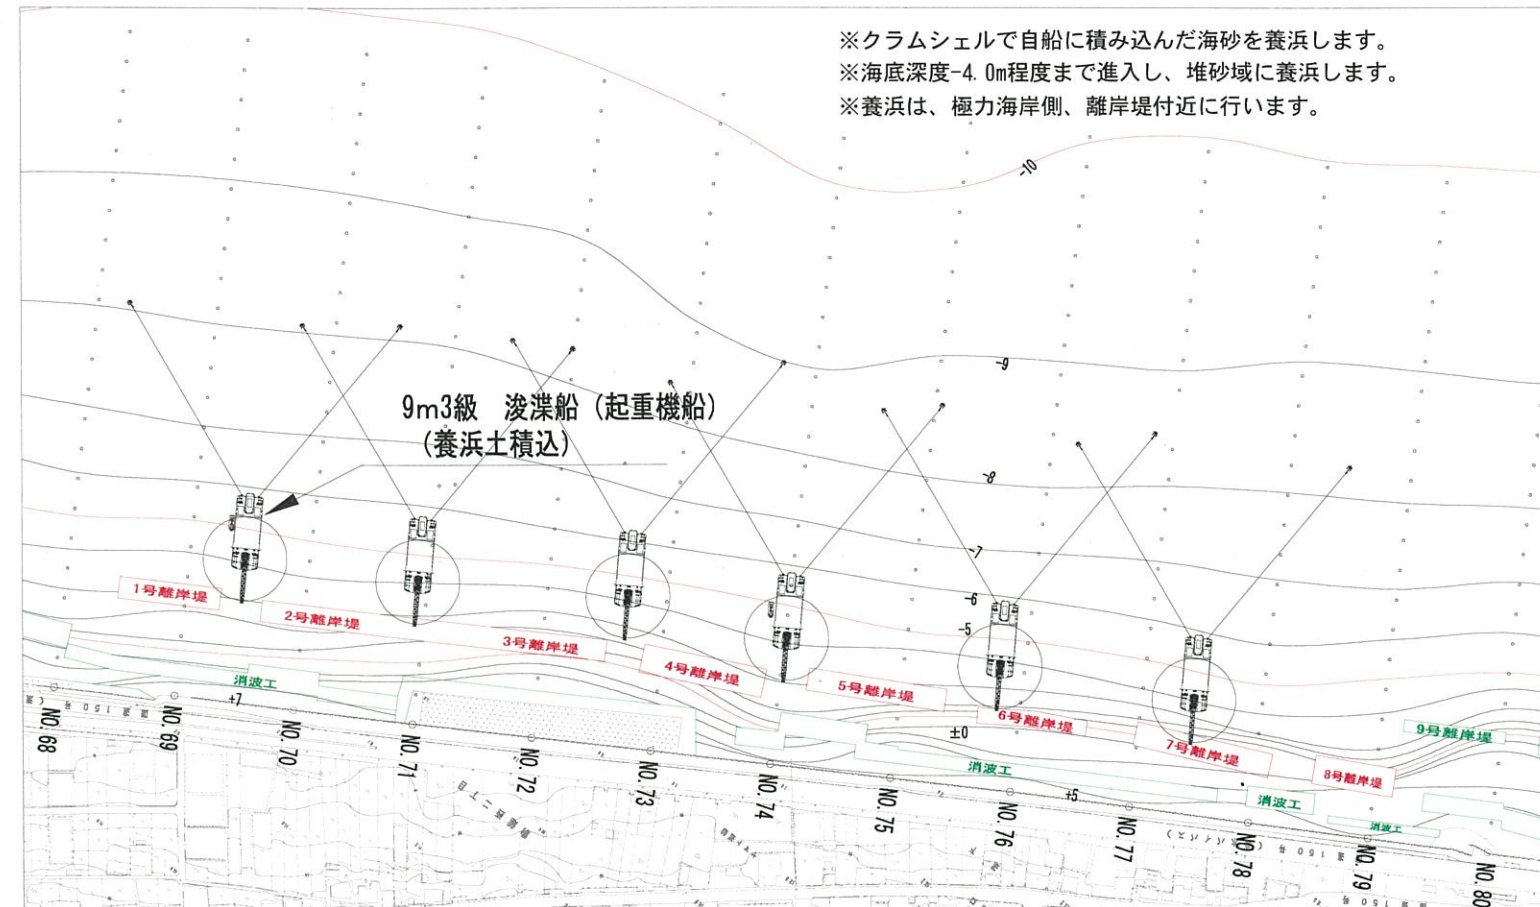 ※クラムシェルで自船に積み込んだ海砂を養浜します。
※海底深度-4.0m程度まで進入し、堆砂域に養浜します。
※養浜は、極力海岸側、離岸堤付近に行います。
-10
-9
9m3級 浚渫船（起重機船）
（養浜土積込）
-8
-7
-6
-5
1号離岸堤
2号離岸堤
3号離岸堤
4号離岸堤
5号離岸堤
6号離岸堤
7号離岸堤
8号離岸堤
9号離岸堤
消波工
+7
±0
消波工
+5
消波工
消波工
NO.68
NO.69
NO.70
NO.71
NO.72
NO.73
NO.74
NO.75
NO.76
NO.77
NO.78
NO.79
NO.80